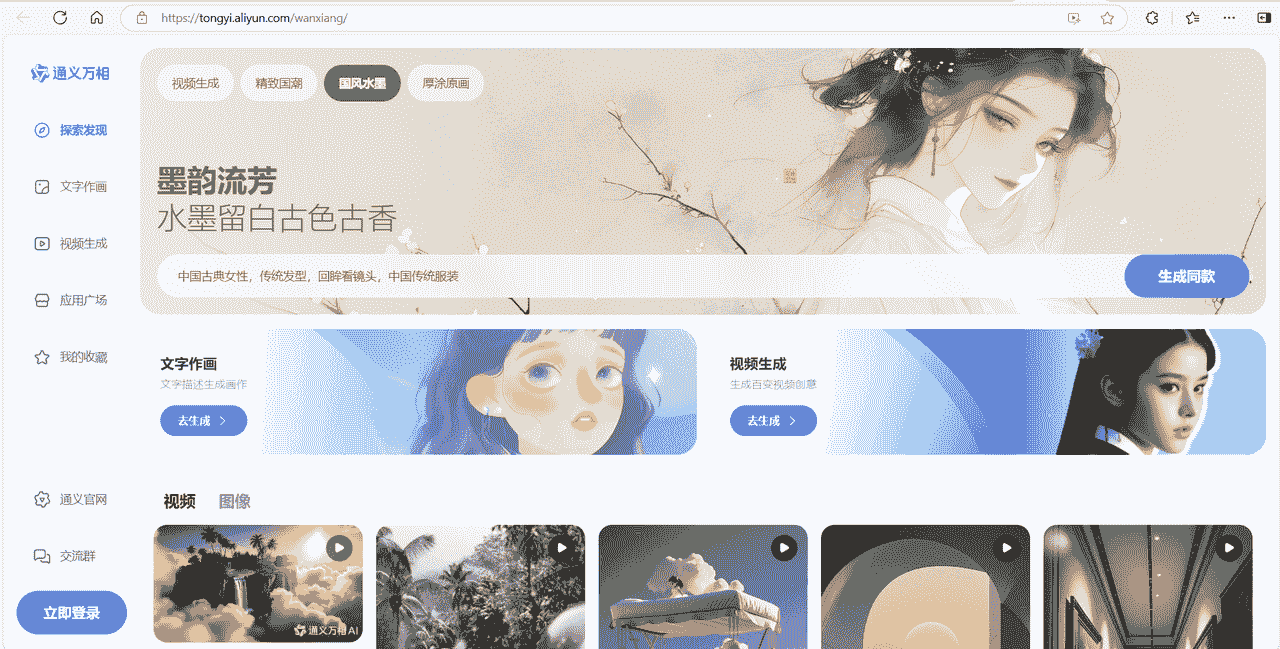 https://tongyi.aliyun.com/wanxiang/
通义万相
探索发现
文字作画
视频生成
应用广场
我的收藏
通义官网
交流群
立即登录
视频生成
精致国潮
国风水墨
厚涂原画
墨韵流芳
水墨留白古色古香
中国古典女性，传统发型，回眸看镜头，中国传统服装
生成同款
文字作画
文字描述生成画作
去生成
视频生成
生成百变视频创意
去生成
视频 图像
通义万相AI